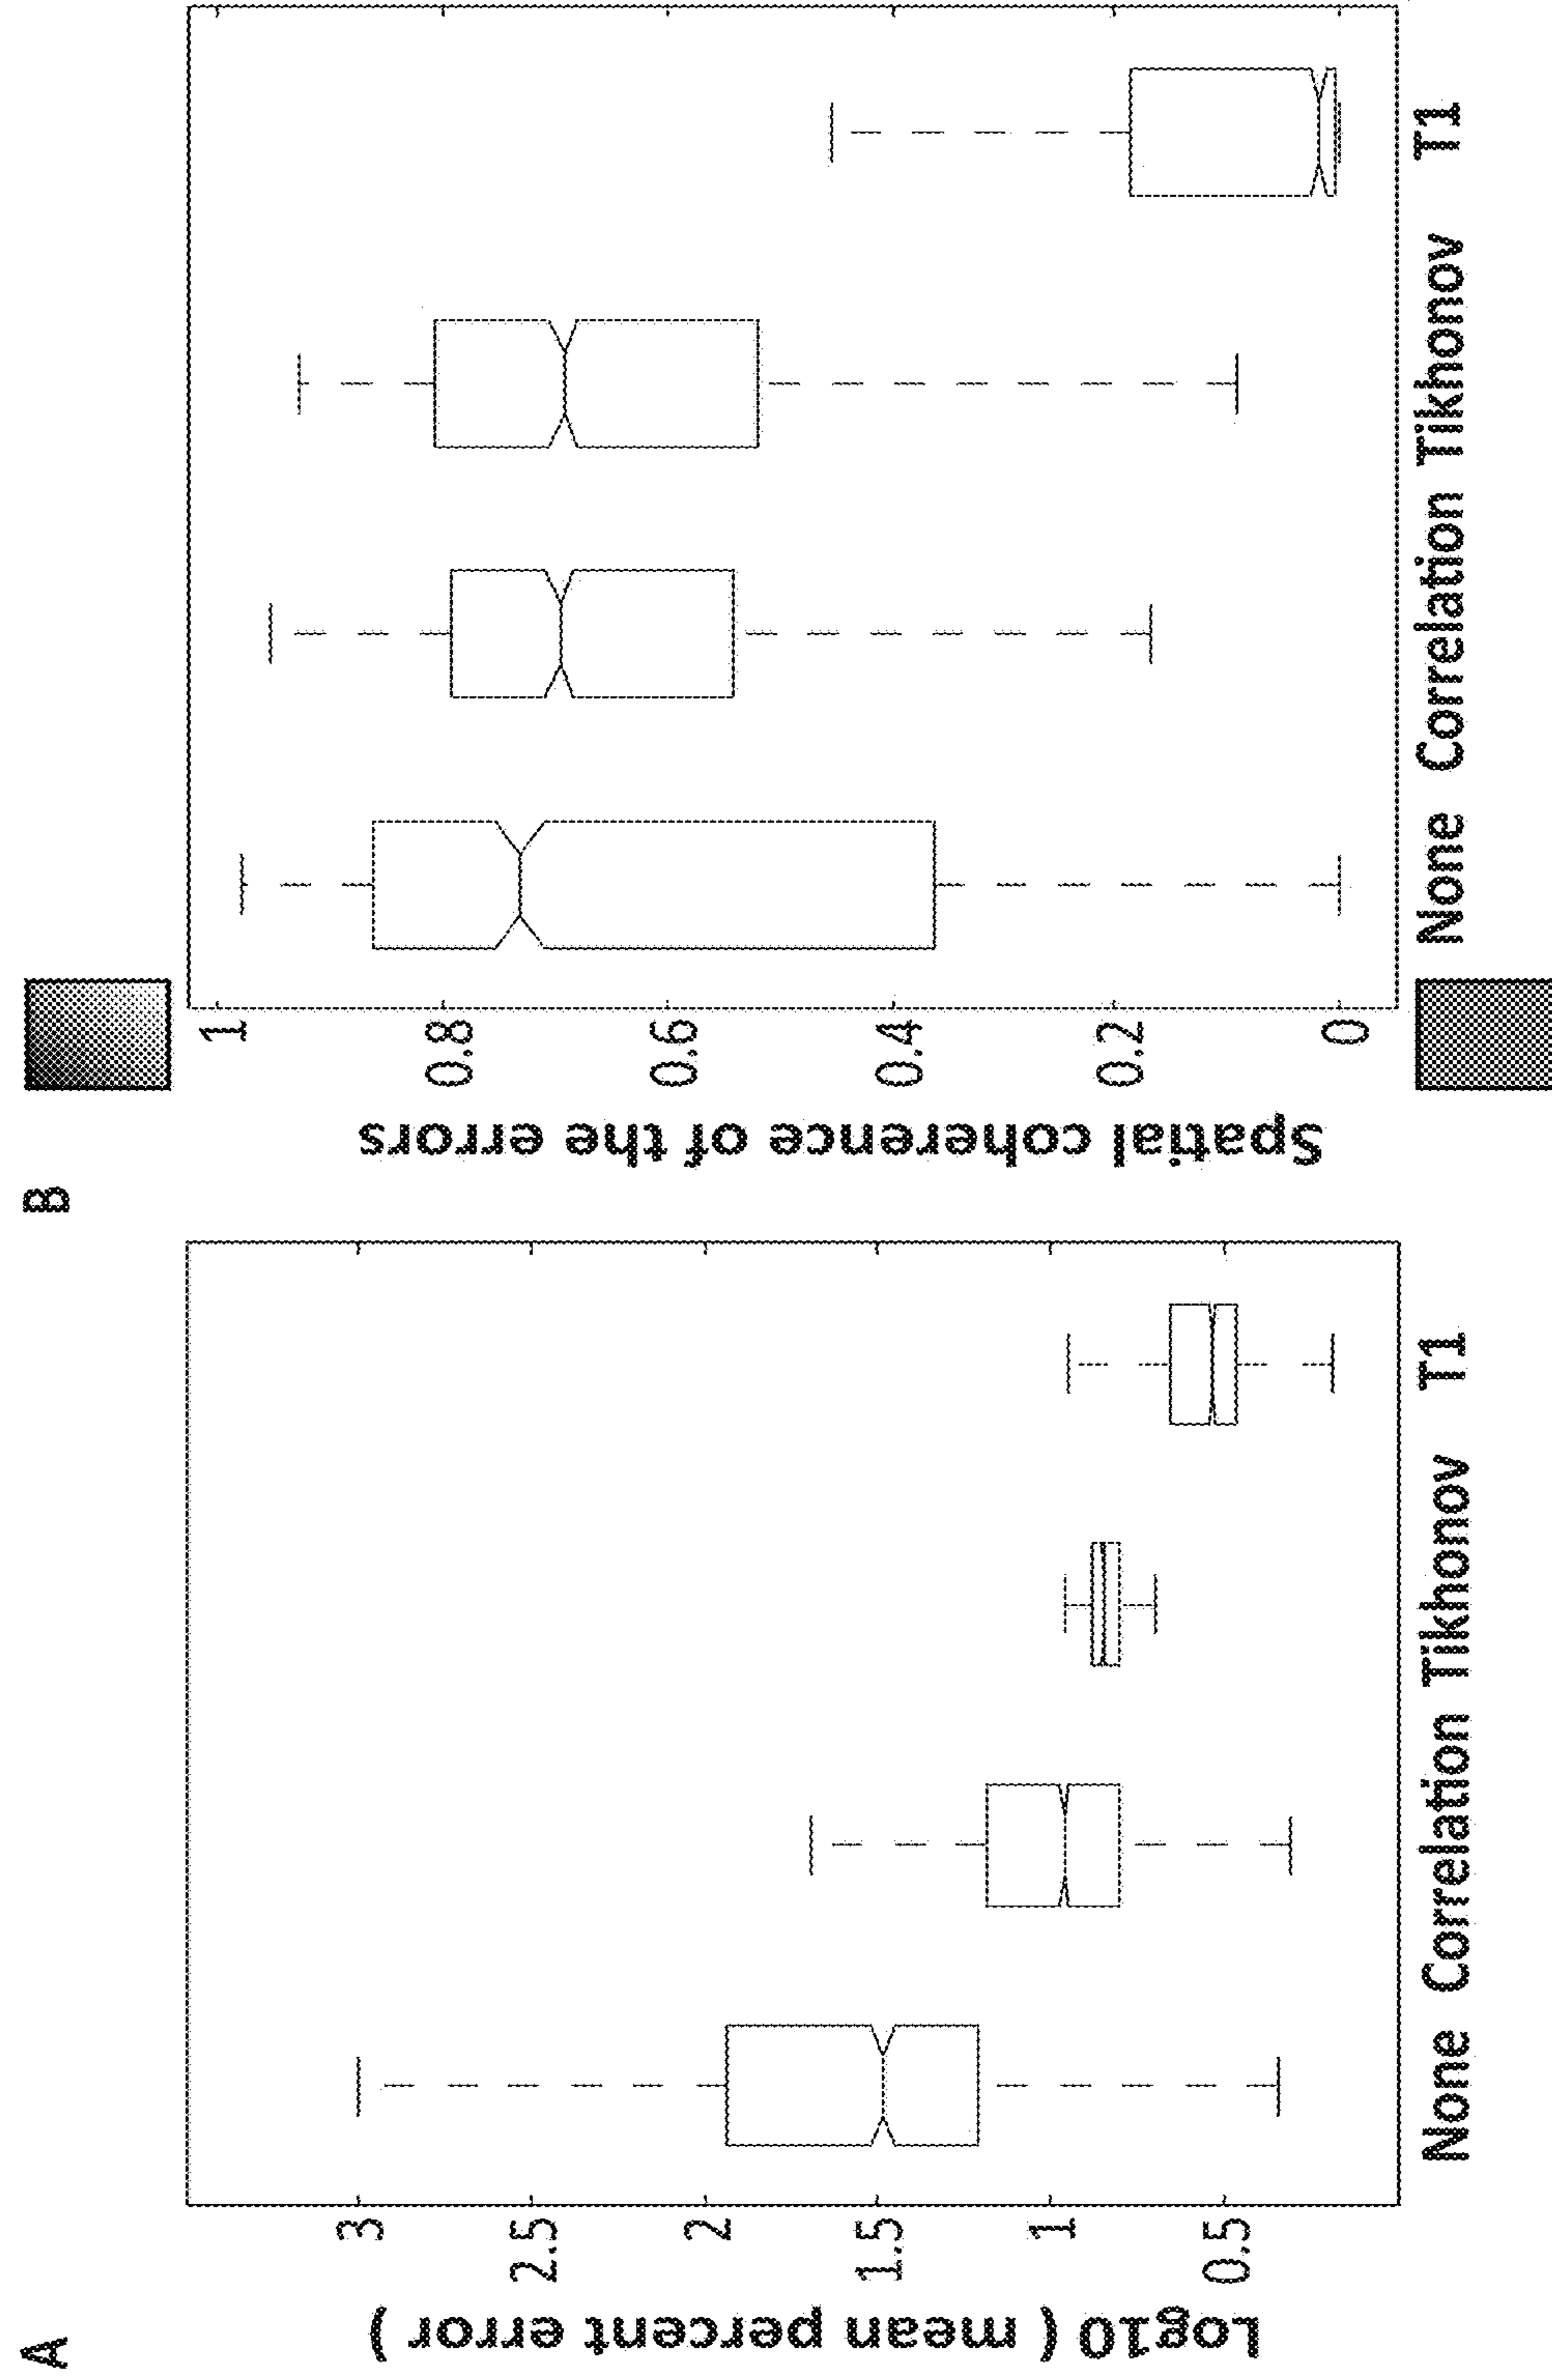 A
Log10 ( mean percent error )
3
2.5
2
1.5
1
0.5
None Correlation Tikhonov T1
B
Spatial coherence of the errors
1
0.8
0.6
0.4
0.2
0
None Correlation Tikhonov T1